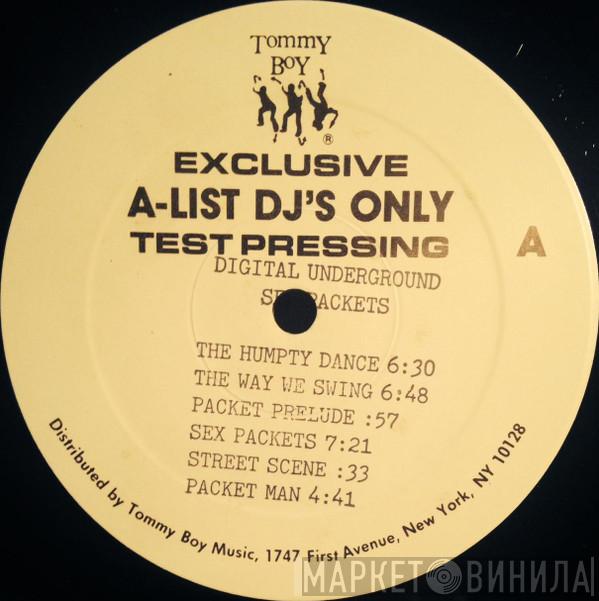 Tommy
Boy
®
EXCLUSIVE
A-LIST DJ'S ONLY
TEST PRESSING
A
DIGITAL UNDERGROUND
PACKETS
THE HUMPTY DANCE 6:30
THE WAY WE SWING 6:48
PACKET PRELUDE :57
SEX PACKETS 7:21
STREET SCENE :33
PACKET MAN 4:41
Distributed by Tommy Boy Music, 1747 First Avenue, New York, NY 10128
МАРКЕТ ВИНИЛА